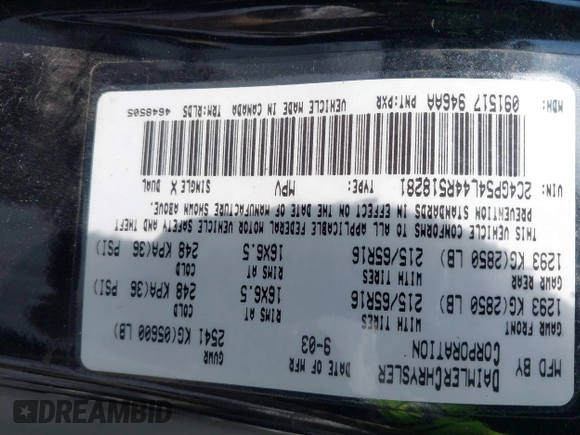 MFD BY DAIMLERCHRYSLER CORPORATION
DATE OF MFR 9-03
GVWR 2541 KG(05600 LB)
GAWR FRONT WITH TIRES RIMS AT COLD
1293 KG(2850 LB) 215/65R16 16X6.5 248 KPA(36 PSI)
GAWR REAR WITH TIRES RIMS AT COLD
1293 KG(2850 LB) 215/65R16 16X6.5 248 KPA(36 PSI)
THIS VEHICLE CONFORMS TO ALL APPLICABLE FEDERAL MOTOR VEHICLE SAFETY AND THEFT
PREVENTION STANDARDS IN EFFECT ON THE DATE OF MANUFACTURE SHOWN ABOVE.
VIN: 2C4GP54L44R518281 TYPE: MPV SINGLE X DUAL
MDH: 091517 946AA PNT:PXR VEHICLE MADE IN CANADA TRM:RLDS 4648505
DREAMBID